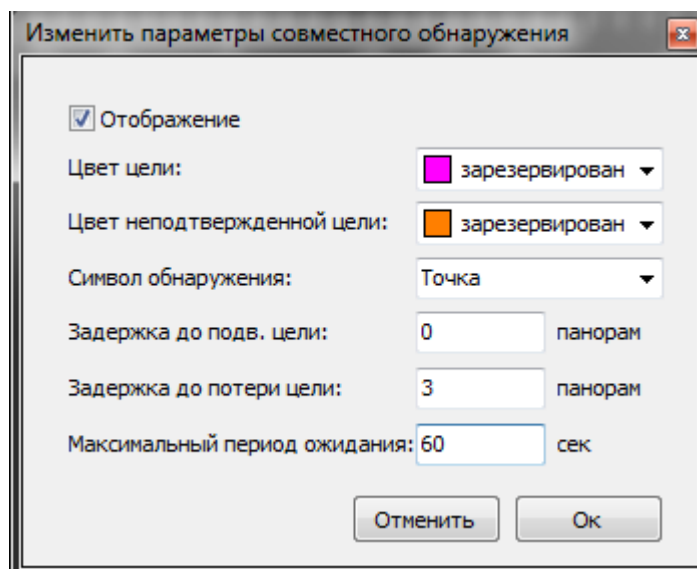 Изменить параметры совместного обнаружения
Отображение
Цвет цели: зарезервирован
Цвет неподтвержденной цели: зарезервирован
Символ обнаружения: Точка
Задержка до подв. цели: 0 панорам
Задержка до потери цели: 3 панорам
Максимальный период ожидания: 60 сек
Отменить Ок